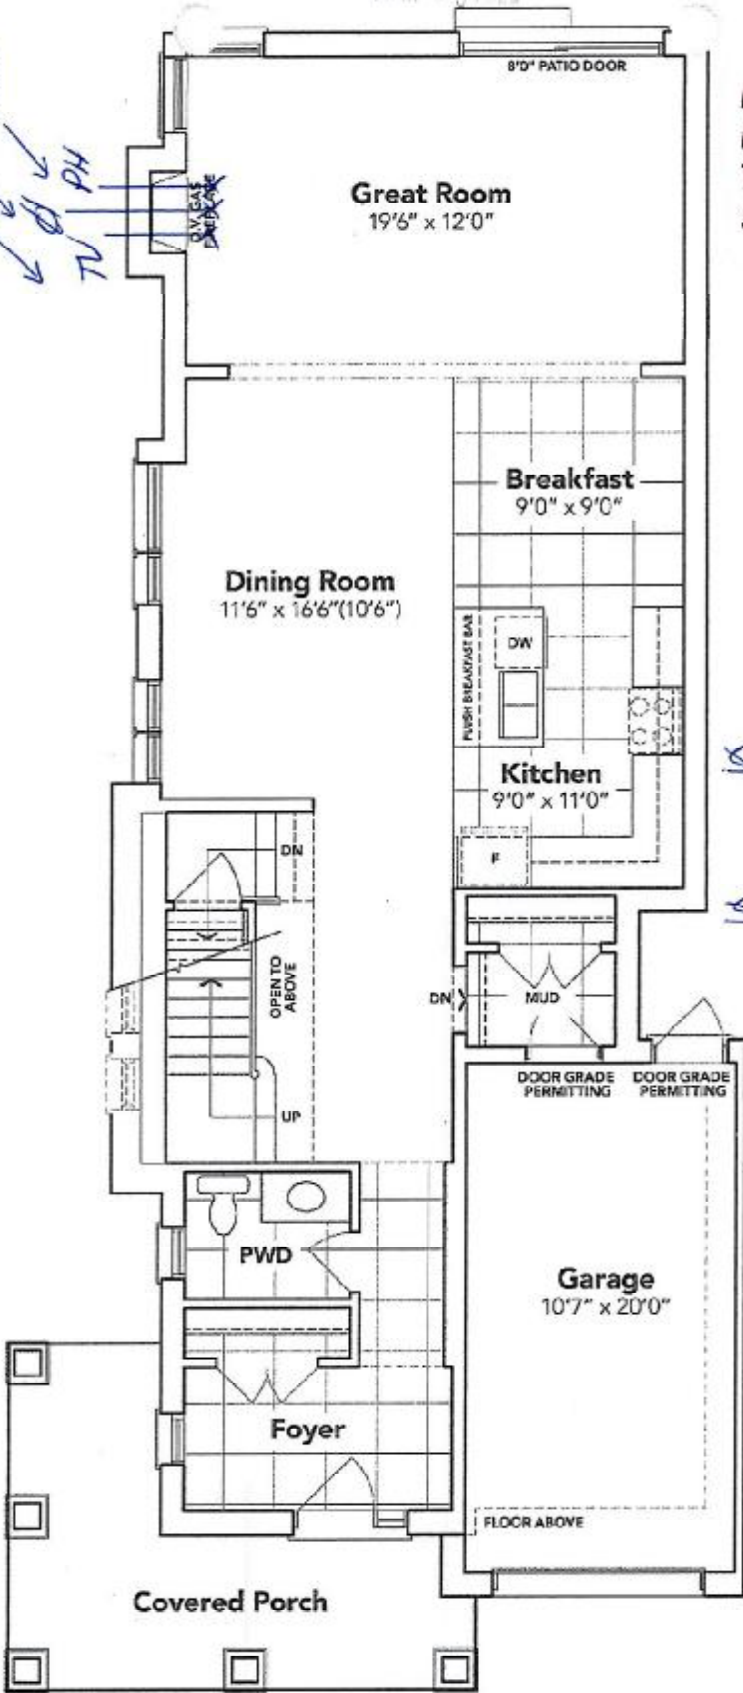 8'0" PATIO DOOR
PH
TV
D.V. GAS
FIREPLACE
Great Room
19'6" x 12'0"
Breakfast
9'0" x 9'0"
Dining Room
11'6" x 16'6"(10'6")
FLUSH BREAKFAST BAR
DW
Kitchen
9'0" x 11'0"
F
DN
OPEN TO
ABOVE
DN
MUD
UP
DOOR GRADE
PERMITTING
DOOR GRADE
PERMITTING
PWD
Garage
10'7" x 20'0"
Foyer
FLOOR ABOVE
Covered Porch